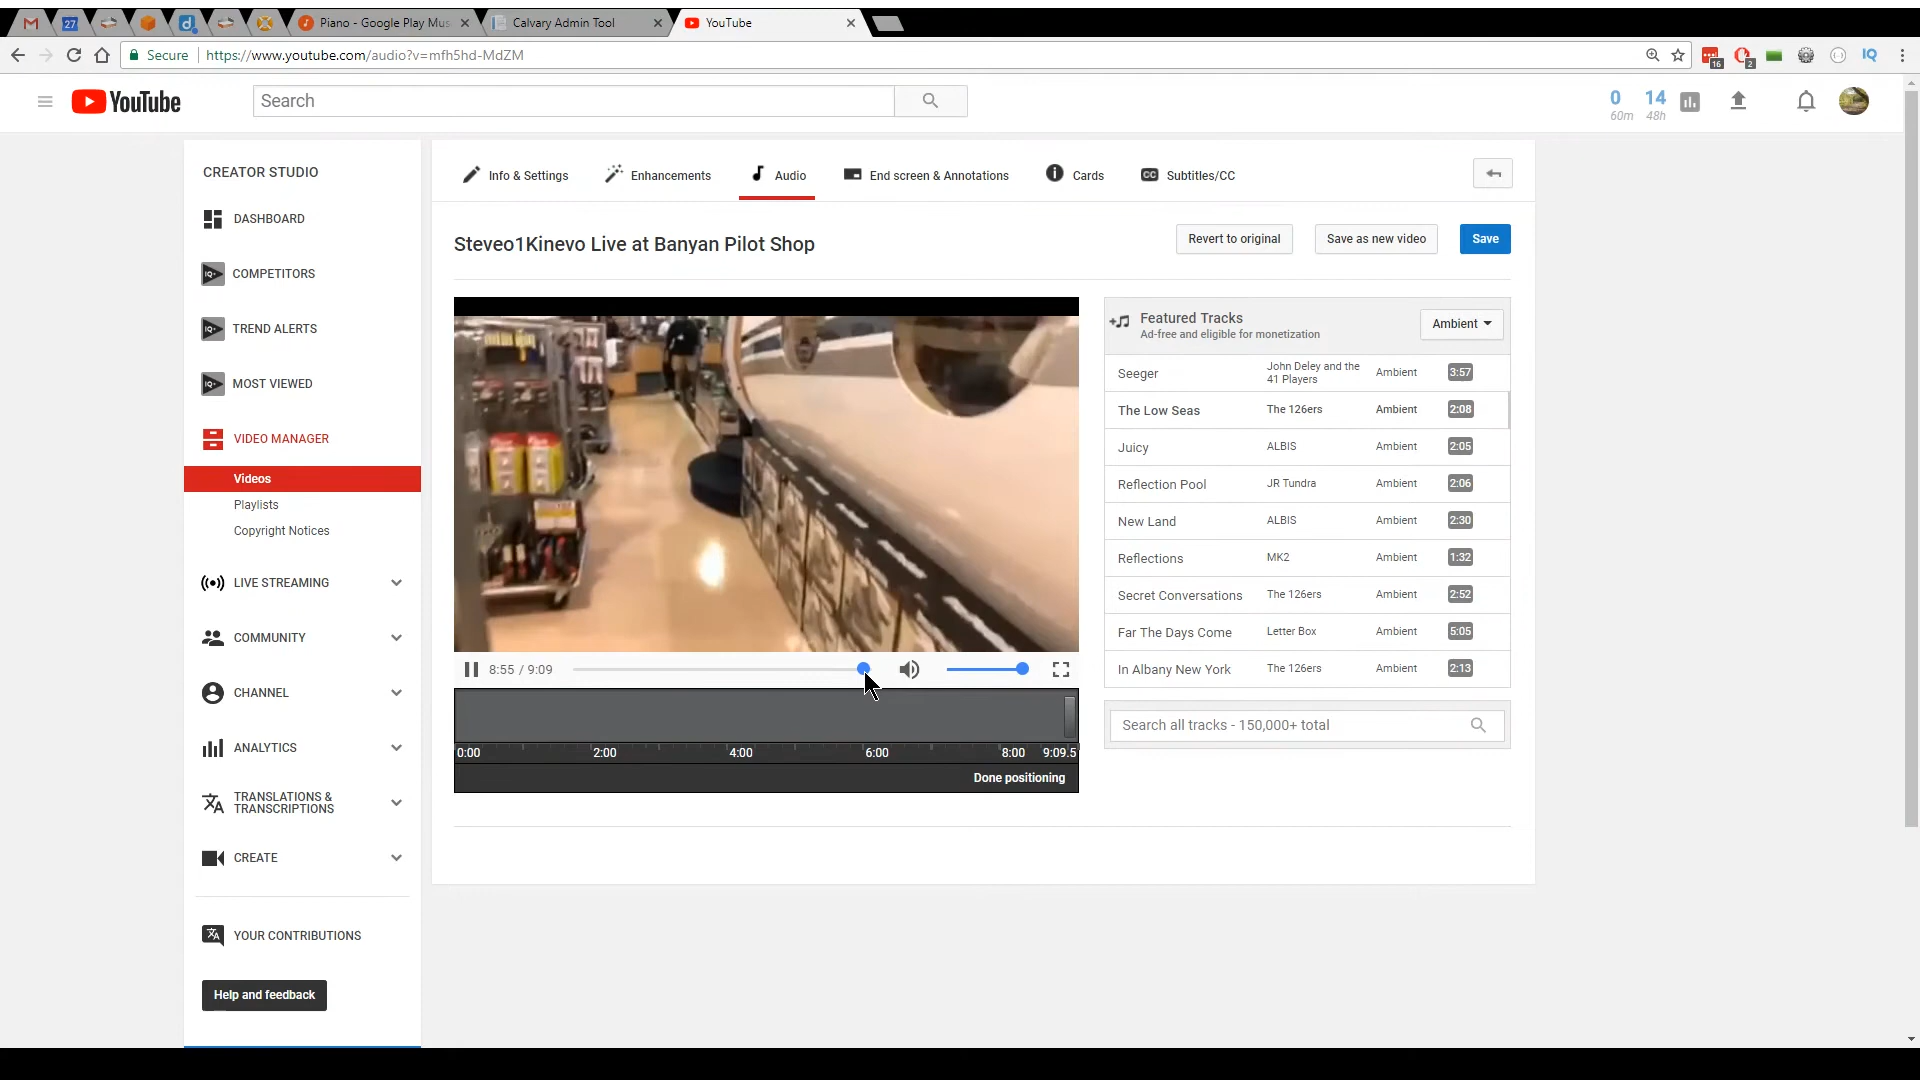 27
Piano - Google Play Mus
Calvary Admin Tool
YouTube
Secure
https://www.youtube.com/audio?v=mfh5hd-MdZM
16
2
IQ
YouTube
Search
0
60m
14
48h
CREATOR STUDIO
DASHBOARD
COMPETITORS
TREND ALERTS
MOST VIEWED
VIDEO MANAGER
Videos
Playlists
Copyright Notices
LIVE STREAMING
COMMUNITY
CHANNEL
ANALYTICS
TRANSLATIONS &
TRANSCRIPTIONS
CREATE
YOUR CONTRIBUTIONS
Help and feedback
Info & Settings
Enhancements
Audio
End screen & Annotations
Cards
CC Subtitles/CC
Steveo1Kinevo Live at Banyan Pilot Shop
Revert to original
Save as new video
Save
8:55 / 9:09
0:00 2:00 4:00 6:00 8:00 9:09.5
Done positioning
Featured Tracks
Ad-free and eligible for monetization
Ambient
Seeger John Deley and the 41 Players Ambient 3:57
The Low Seas The 126ers Ambient 2:08
Juicy ALBIS Ambient 2:05
Reflection Pool JR Tundra Ambient 2:06
New Land ALBIS Ambient 2:30
Reflections MK2 Ambient 1:32
Secret Conversations The 126ers Ambient 2:52
Far The Days Come Letter Box Ambient 5:05
In Albany New York The 126ers Ambient 2:13
Search all tracks - 150,000+ total